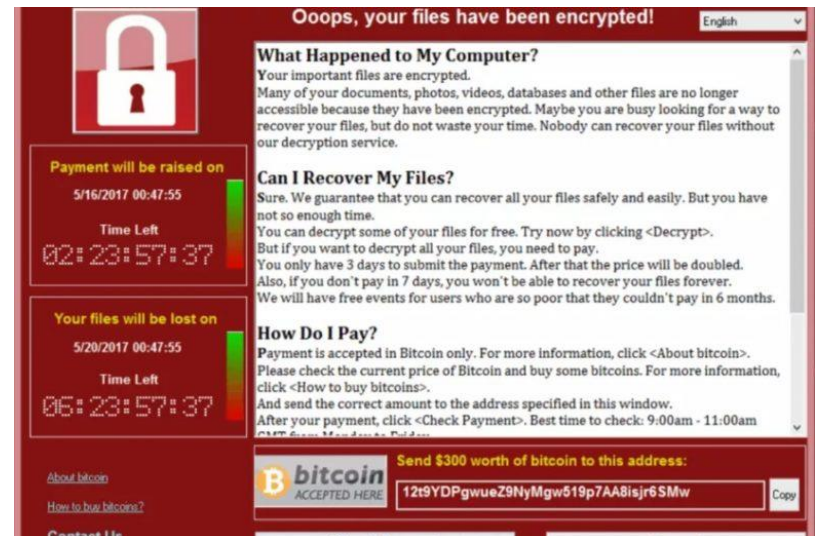 Ooops, your files have been encrypted!
English
What Happened to My Computer?
Your important files are encrypted.
Many of your documents, photos, videos, databases and other files are no longer
accessible because they have been encrypted. Maybe you are busy looking for a way to
recover your files, but do not waste your time. Nobody can recover your files without
our decryption service.
Can I Recover My Files?
Sure. We guarantee that you can recover all your files safely and easily. But you have
not so enough time.
You can decrypt some of your files for free. Try now by clicking <Decrypt>.
But if you want to decrypt all your files, you need to pay.
You only have 3 days to submit the payment. After that the price will be doubled.
Also, if you don't pay in 7 days, you won't be able to recover your files forever.
We will have free events for users who are so poor that they couldn't pay in 6 months.
How Do I Pay?
Payment is accepted in Bitcoin only. For more information, click <About bitcoin>.
Please check the current price of Bitcoin and buy some bitcoins. For more information,
click <How to buy bitcoins>.
And send the correct amount to the address specified in this window.
After your payment, click <Check Payment>. Best time to check: 9:00am - 11:00am
GMT from Monday to Friday.
Payment will be raised on
5/16/2017 00:47:55
Time Left
02:23:57:37
Your files will be lost on
5/20/2017 00:47:55
Time Left
06:23:57:37
About bitcoin
How to buy bitcoins?
Contact Us
bitcoin
ACCEPTED HERE
Send $300 worth of bitcoin to this address:
12t9YDPgwueZ9NyMgw519p7AA8isjr6SMw
Copy